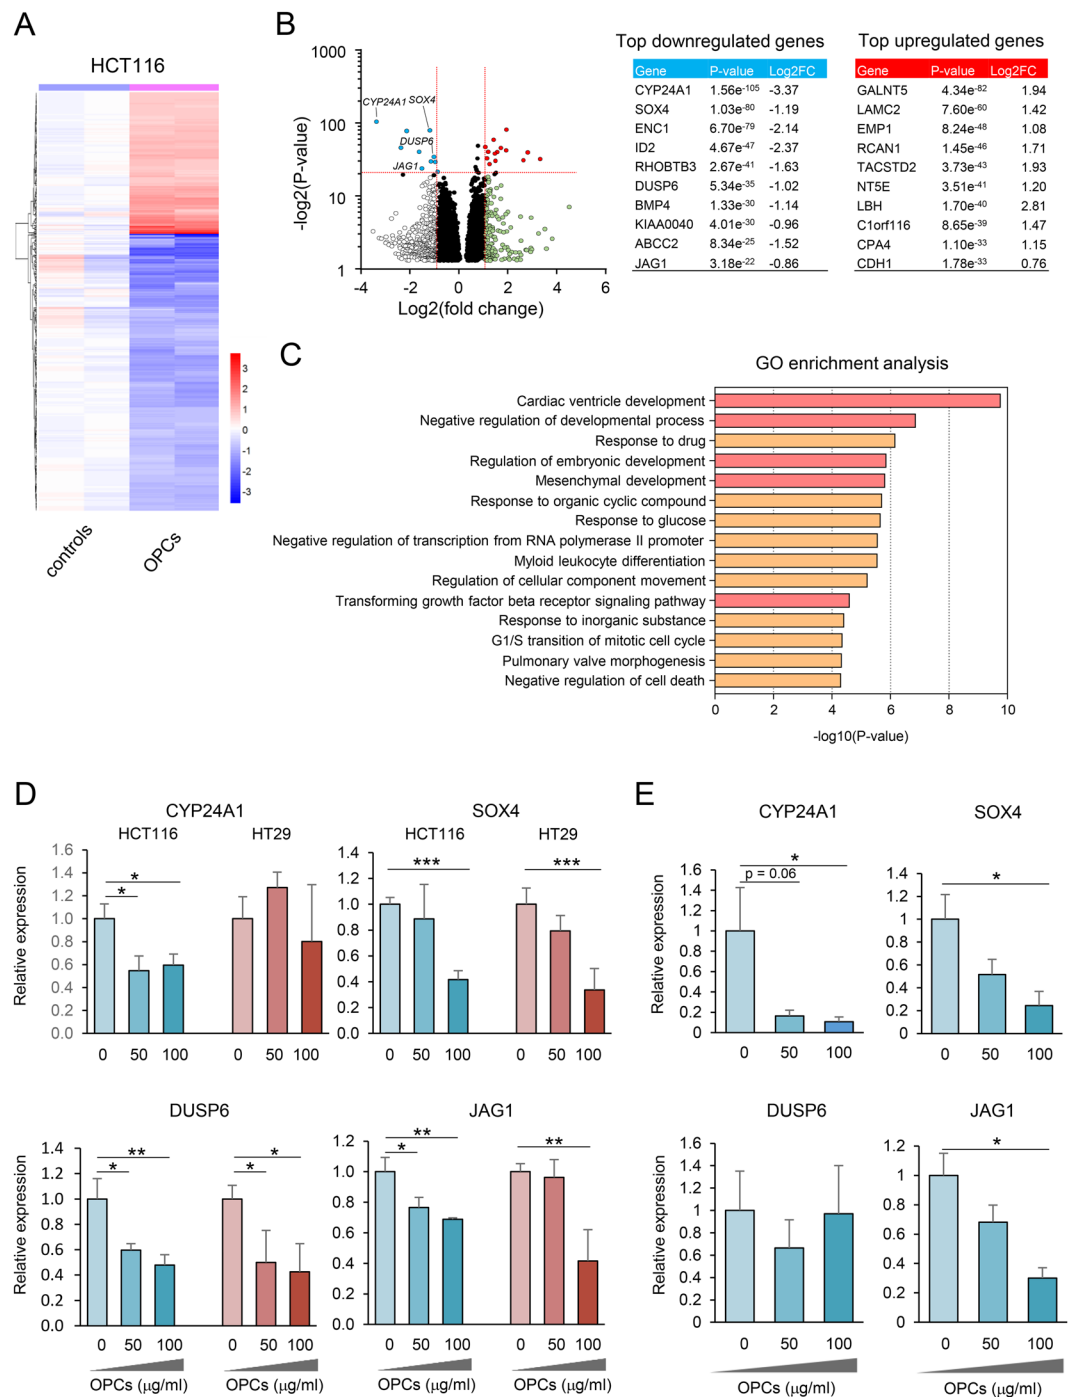 A
HCT116
3
2
1
0
-1
-2
-3
controls
OPCs
B
1000
100
10
1
-log2(P-value)
CYP24A1
SOX4
DUSP6
JAG1
-4
-2
0
2
4
6
Log2(fold change)
Top downregulated genes
Gene P-value Log2FC
CYP24A1 1.56e-105 -3.37
SOX4 1.03e-80 -1.19
ENC1 6.70e-79 -2.14
ID2 4.67e-47 -2.37
RHOBTB3 2.67e-41 -1.63
DUSP6 5.34e-35 -1.02
BMP4 1.33e-30 -1.14
KIAA0040 4.01e-30 -0.96
ABCC2 8.34e-25 -1.52
JAG1 3.18e-22 -0.86
Top upregulated genes
Gene P-value Log2FC
GALNT5 4.34e-82 1.94
LAMC2 7.60e-60 1.42
EMP1 8.24e-48 1.08
RCAN1 1.45e-46 1.71
TACSTD2 3.73e-43 1.93
NT5E 3.51e-41 1.20
LBH 1.70e-40 2.81
C1orf116 8.65e-39 1.47
CPA4 1.10e-33 1.15
CDH1 1.78e-33 0.76
C
GO enrichment analysis
Cardiac ventricle development
Negative regulation of developmental process
Response to drug
Regulation of embryonic development
Mesenchymal development
Response to organic cyclic compound
Response to glucose
Negative regulation of transcription from RNA polymerase II promoter
Myloid leukocyte differentiation
Regulation of cellular component movement
Transforming growth factor beta receptor signaling pathway
Response to inorganic substance
G1/S transition of mitotic cell cycle
Pulmonary valve morphogenesis
Negative regulation of cell death
0 2 4 6 8 10
-log10(P-value)
D
CYP24A1
HCT116 HT29
Relative expression
1.6
1.4
1.2
1.0
0.8
0.6
0.4
0.2
0.0
*
*
0 50 100 0 50 100
SOX4
HCT116 HT29
1.4
1.2
1.0
0.8
0.6
0.4
0.2
0.0
*** ***
0 50 100 0 50 100
DUSP6
Relative expression
1.4
1.2
1.0
0.8
0.6
0.4
0.2
0.0
** *
* *
0 50 100 0 50 100
OPCs (μg/ml)
JAG1
1.2
1.0
0.8
0.6
0.4
0.2
0.0
** **
*
0 50 100 0 50 100
OPCs (μg/ml)
E
CYP24A1
Relative expression
1.6
1.4
1.2
1
0.8
0.6
0.4
0.2
0
*
p = 0.06
0 50 100
SOX4
1.4
1.2
1
0.8
0.6
0.4
0.2
0
*
0 50 100
DUSP6
Relative expression
1.6
1.4
1.2
1
0.8
0.6
0.4
0.2
0
0 50 100
OPCs (μg/ml)
JAG1
1.2
1
0.8
0.6
0.4
0.2
0
*
0 50 100
OPCs (μg/ml)